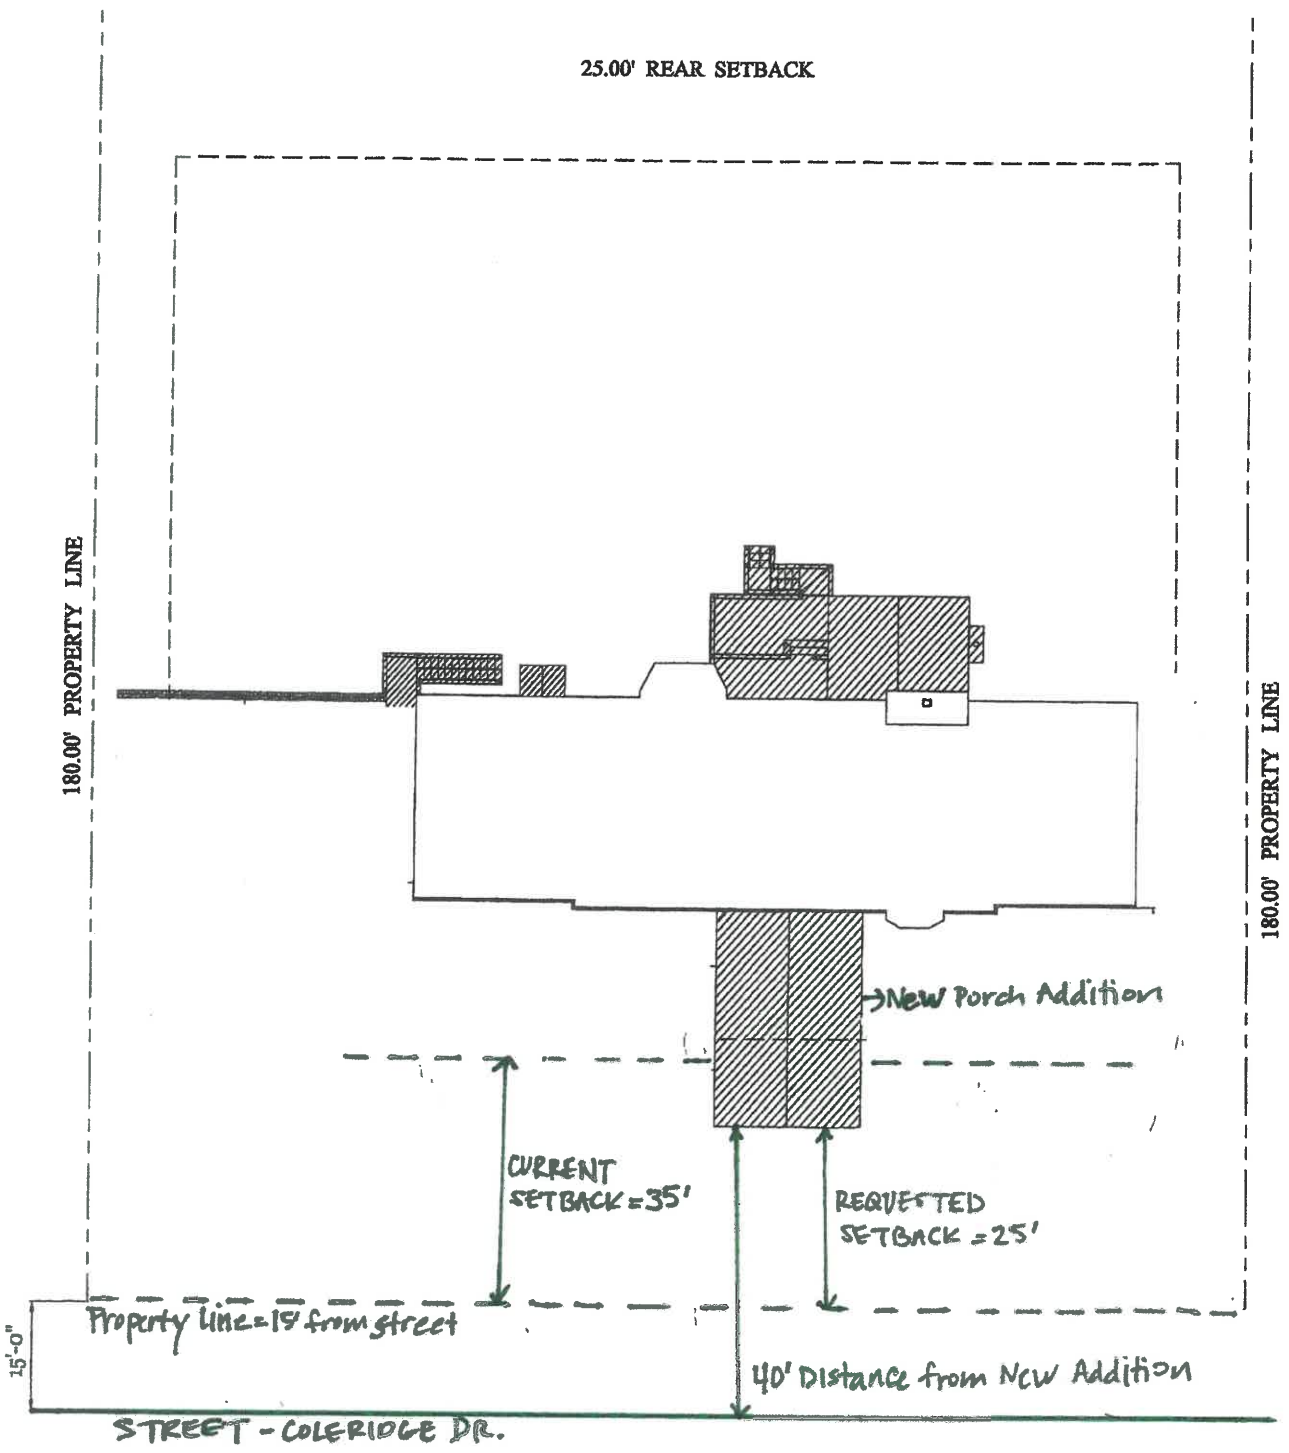 25.00' REAR SETBACK
180.00' PROPERTY LINE
180.00' PROPERTY LINE
→New Porch Addition
CURRENT
SETBACK = 35'
REQUESTED
SETBACK = 25'
Property Line = 15' from street
15'-0"
40' Distance from New Addition
STREET - COLERIDGE DR.